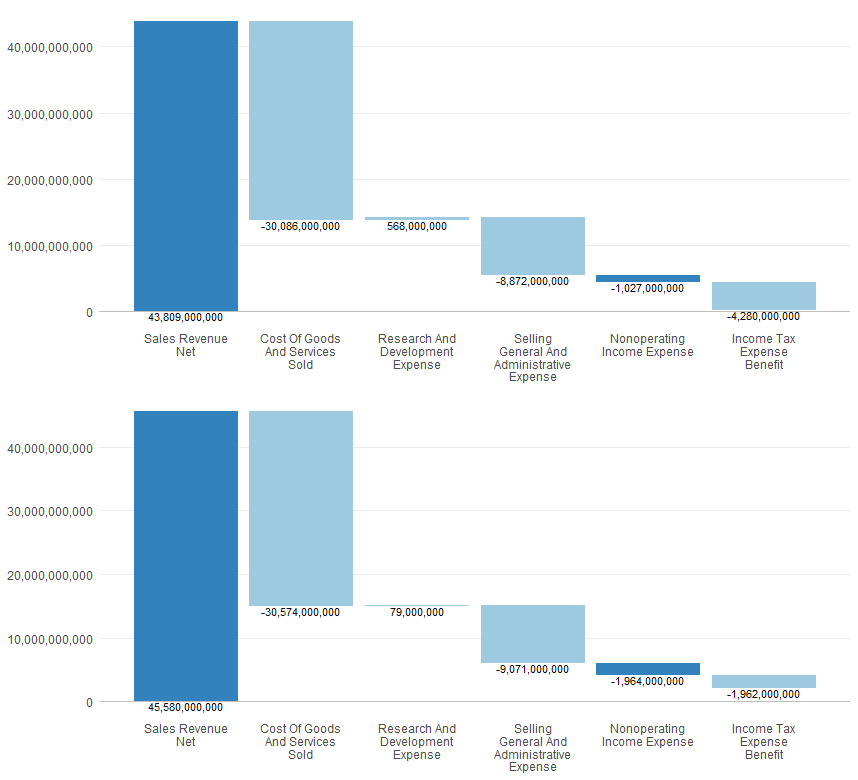 40,000,000,000
30,000,000,000
20,000,000,000
10,000,000,000
0
-30,086,000,000
568,000,000
-8,872,000,000
-1,027,000,000
43,809,000,000
-4,280,000,000
Sales Revenue
Net
Cost Of Goods
And Services
Sold
Research And
Development
Expense
Selling
General And
Administrative
Expense
Nonoperating
Income Expense
Income Tax
Expense
Benefit
40,000,000,000
30,000,000,000
20,000,000,000
10,000,000,000
0
-30,574,000,000
79,000,000
-9,071,000,000
-1,964,000,000
-1,962,000,000
45,580,000,000
Sales Revenue
Net
Cost Of Goods
And Services
Sold
Research And
Development
Expense
Selling
General And
Administrative
Expense
Nonoperating
Income Expense
Income Tax
Expense
Benefit